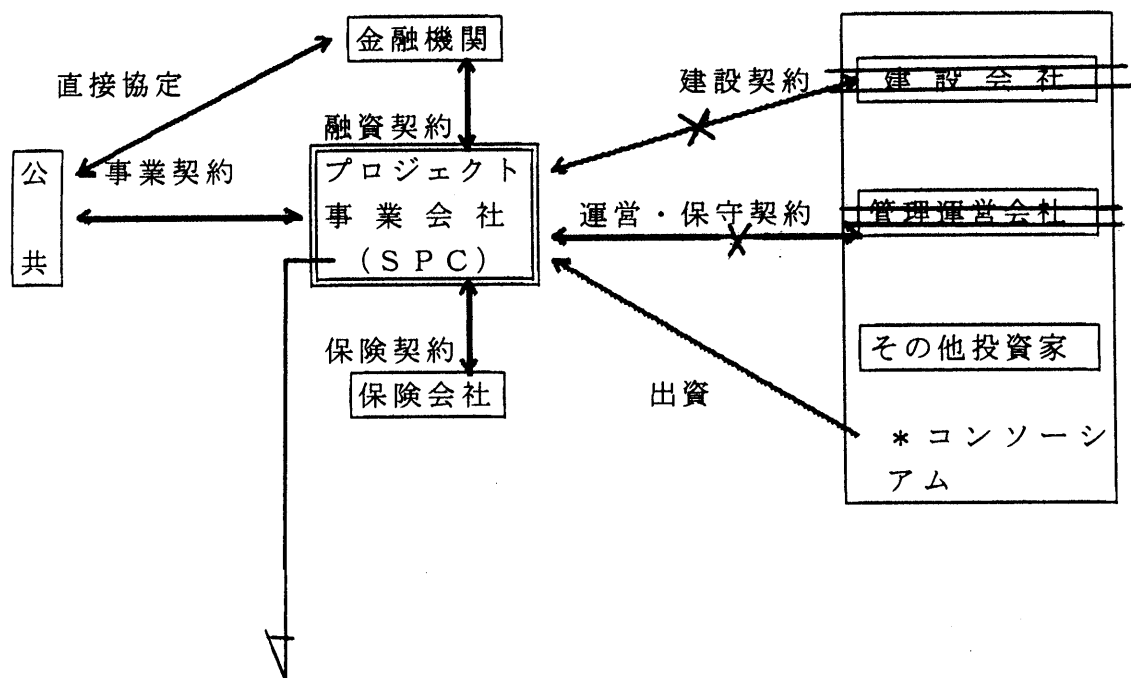 金融機関
直接協定
建設契約
建設会社
融資契約
公共
事業契約
プロジェクト
事業会社
(SPC)
運営・保守契約
管理運営会社
保険契約
保険会社
その他投資家
出資
*コンソーシ
アム